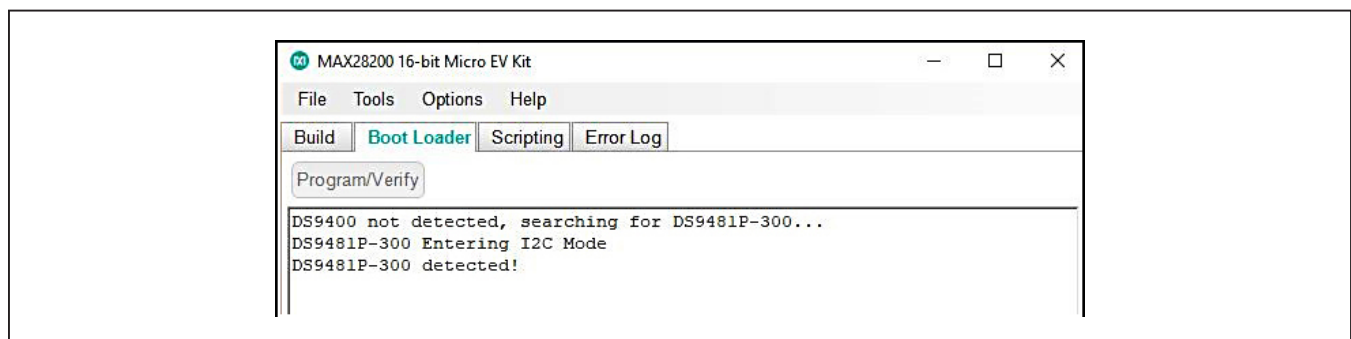 MAX28200 16-bit Micro EV Kit
File Tools Options Help
Build Boot Loader Scripting Error Log
Program/Verify
DS9400 not detected, searching for DS9481P-300...
DS9481P-300 Entering I2C Mode
DS9481P-300 detected!